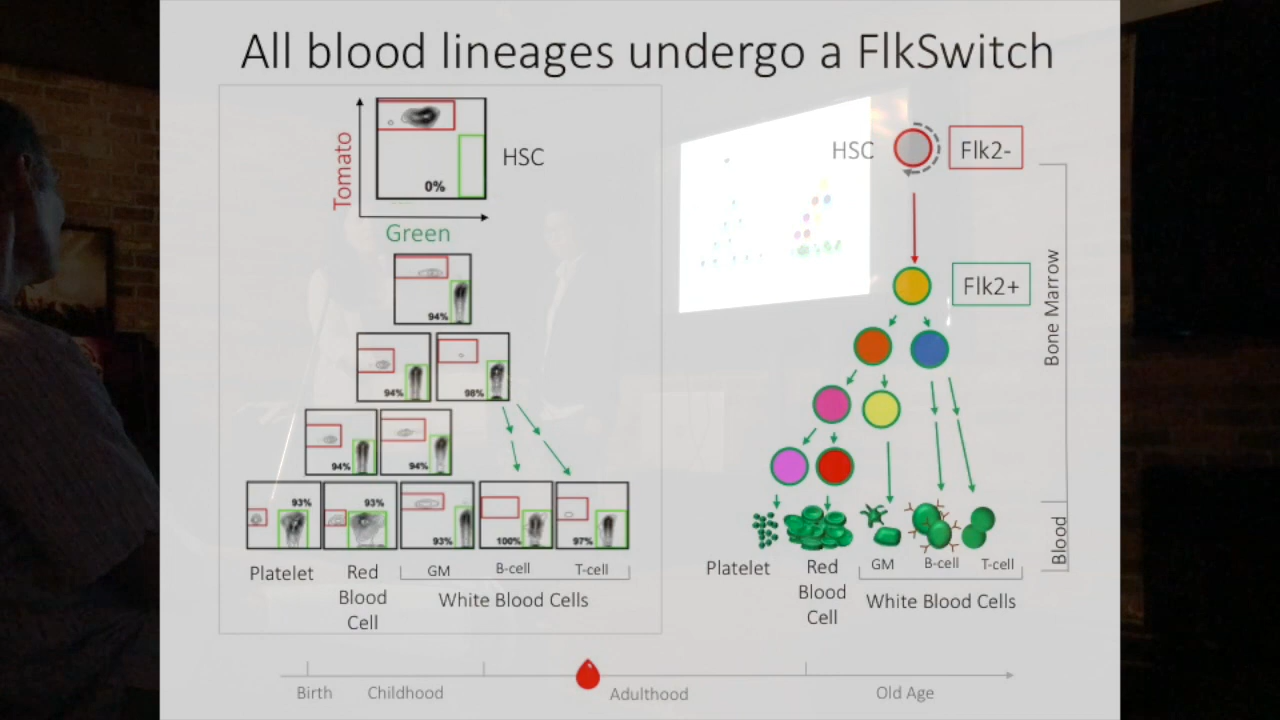 All blood lineages undergo a FlkSwitch
Tomato
0%
HSC
Green
94%
94%
98%
94%
94%
93%
93%
93%
100%
97%
Platelet
Red
Blood
Cell
GM
B-cell
T-cell
White Blood Cells
HSC
Flk2-
Flk2+
Bone Marrow
Blood
Platelet
Red
Blood
Cell
GM
B-cell
T-cell
White Blood Cells
Birth
Childhood
Adulthood
Old Age